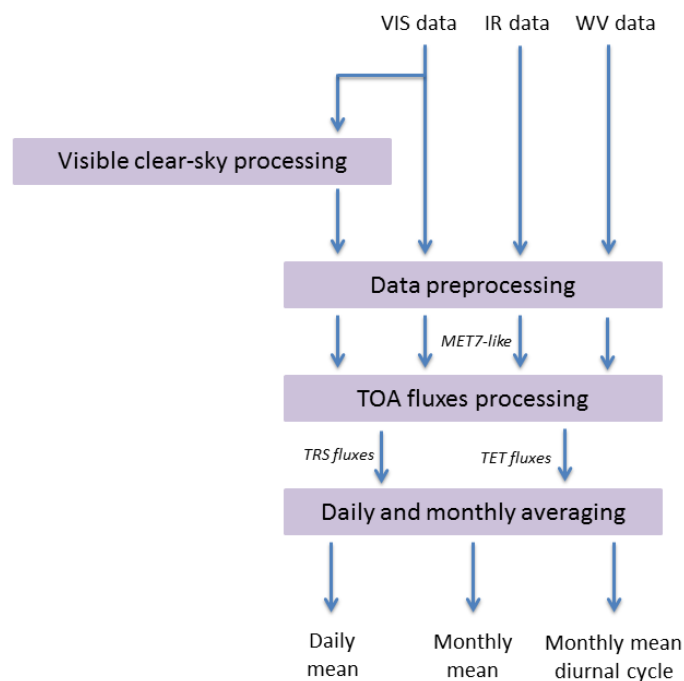 VIS data IR data WV data
Visible clear-sky processing
Data preprocessing
MET7-like
TOA fluxes processing
TRS fluxes TET fluxes
Daily and monthly averaging
Daily Monthly Monthly mean
mean mean diurnal cycle